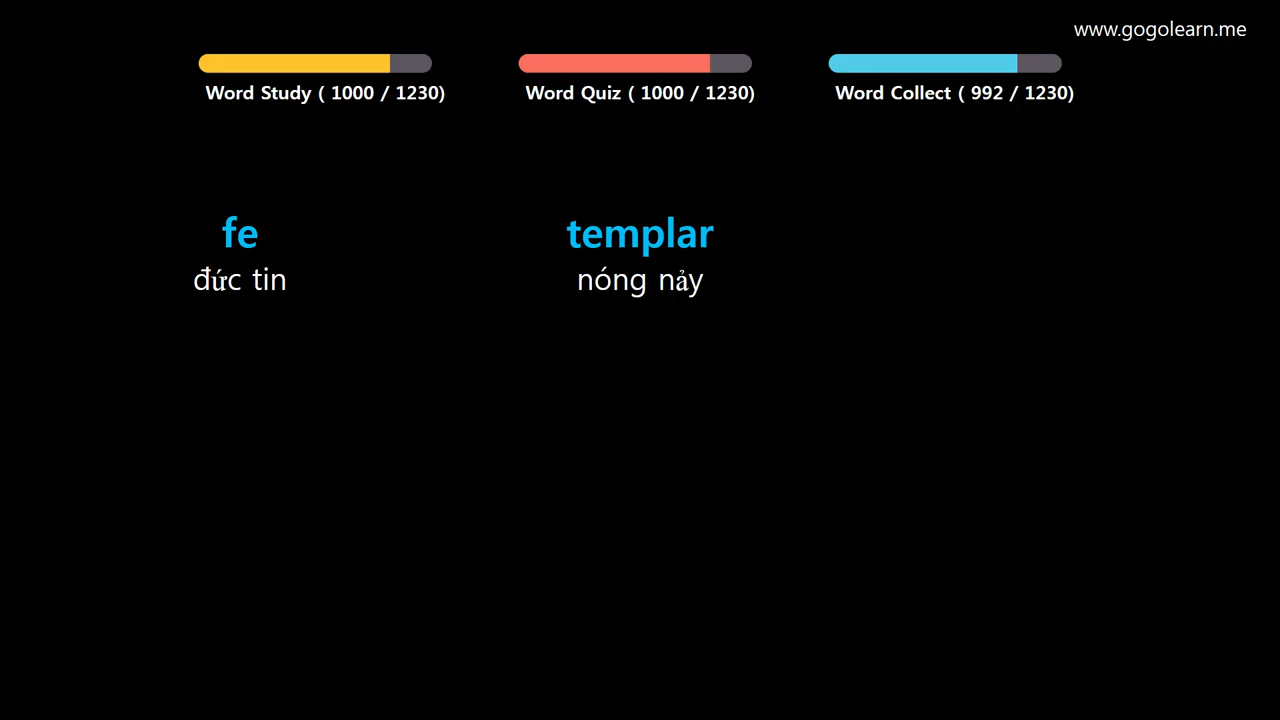 www.gogolearn.me
Word Study ( 1000 / 1230)
Word Quiz ( 1000 / 1230)
Word Collect ( 992 / 1230)
fe
đức tin
templar
nóng nảy